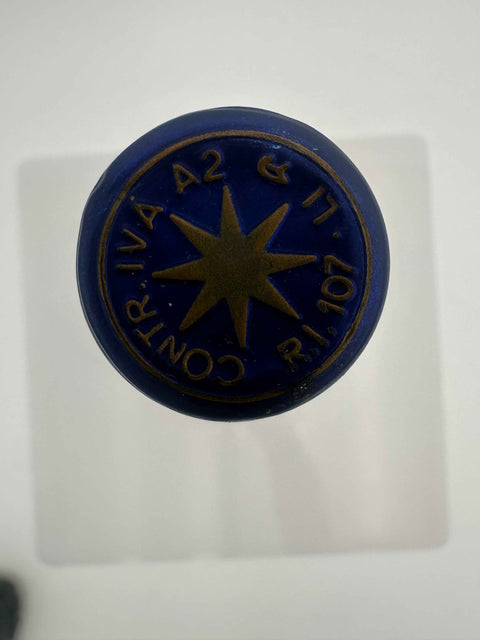 CONTR. IVA A2 & 17. R.I. 107